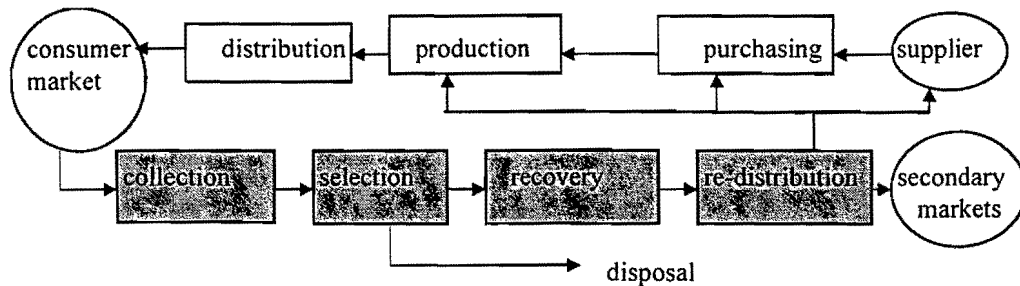 consumer
market
distribution
production
purchasing
supplier
collection
selection
recovery
re-distribution
secondary
markets
disposal